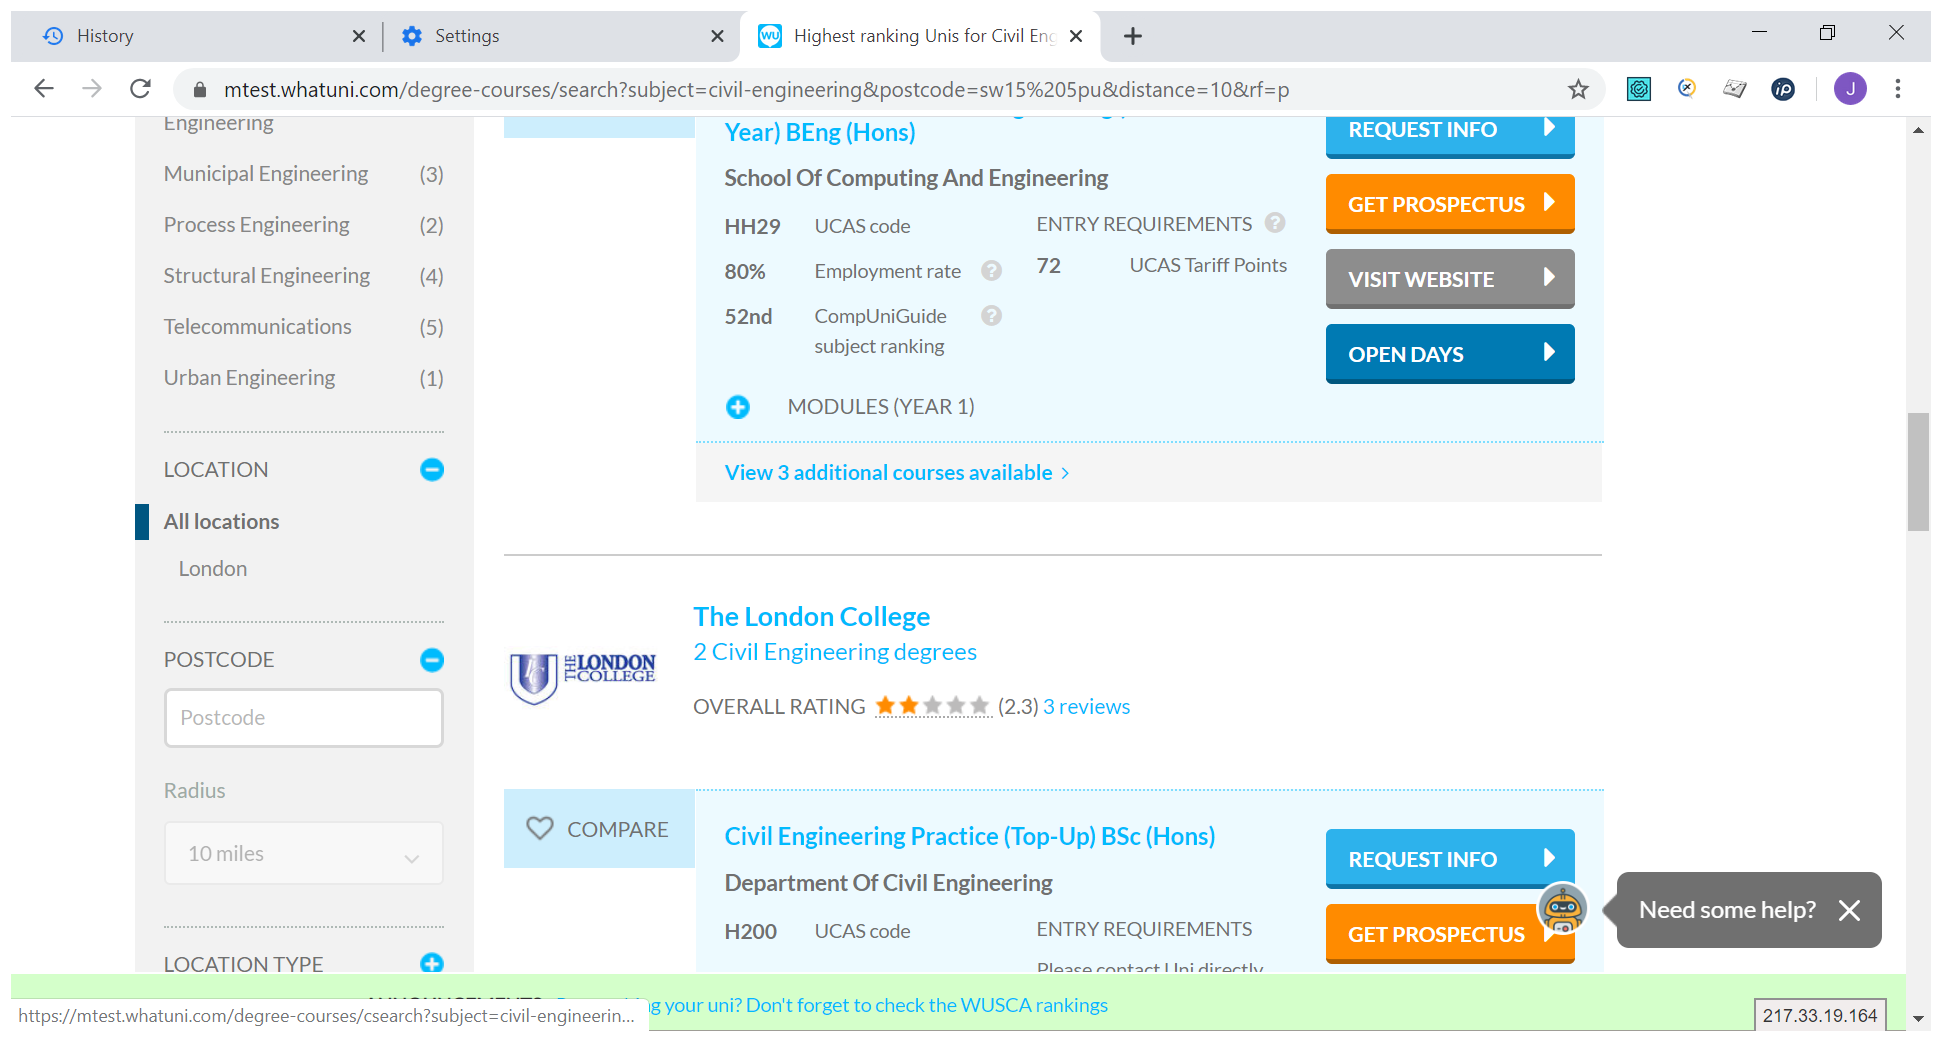 History
Settings
Highest ranking Unis for Civil Eng
mtest.whatuni.com/degree-courses/search?subject=civil-engineering&postcode=sw15%205pu&distance=10&rf=p
J
Engineering
Municipal Engineering (3)
Process Engineering (2)
Structural Engineering (4)
Telecommunications (5)
Urban Engineering (1)
LOCATION
All locations
London
POSTCODE
Postcode
Radius
10 miles
LOCATION TYPE
Year) BEng (Hons)
School Of Computing And Engineering
HH29 UCAS code
80% Employment rate ?
52nd CompUniGuide ?
subject ranking
ENTRY REQUIREMENTS ?
72 UCAS Tariff Points
MODULES (YEAR 1)
View 3 additional courses available >
REQUEST INFO
GET PROSPECTUS
VISIT WEBSITE
OPEN DAYS
THE LONDON COLLEGE
The London College
2 Civil Engineering degrees
OVERALL RATING (2.3) 3 reviews
COMPARE
Civil Engineering Practice (Top-Up) BSc (Hons)
Department Of Civil Engineering
H200 UCAS code
ENTRY REQUIREMENTS
Please contact Uni directly
REQUEST INFO
GET PROSPECTUS
Need some help?
your uni? Don't forget to check the WUSCA rankings
https://mtest.whatuni.com/degree-courses/csearch?subject=civil-engineerin...
217.33.19.164